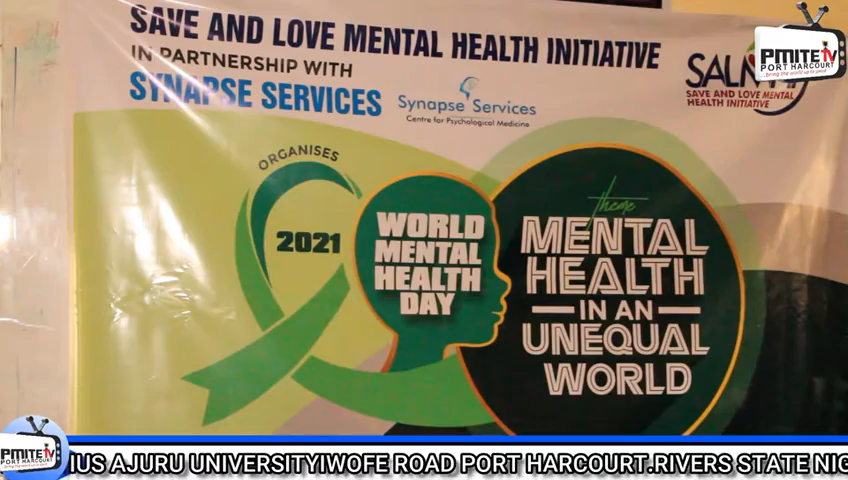 SAVE AND LOVE MENTAL HEALTH INITIATIVE
IN PARTNERSHIP WITH
SYNAPSE SERVICES
Synapse Services
Centre for Psychological Medicine
SAVE AND LOVE MENTAL
HEALTH INITIATIVE
PMITE tv
PORT HARCOURT
ORGANISES
2021
WORLD
MENTAL
HEALTH
DAY
theme
MENTAL
HEALTH
IN AN
UNEQUAL
WORLD
PMITE tv
PORT HARCOURT
IUS AJURU UNIVERSITYIWOFE ROAD PORT HARCOURT.RIVERS STATE NIG